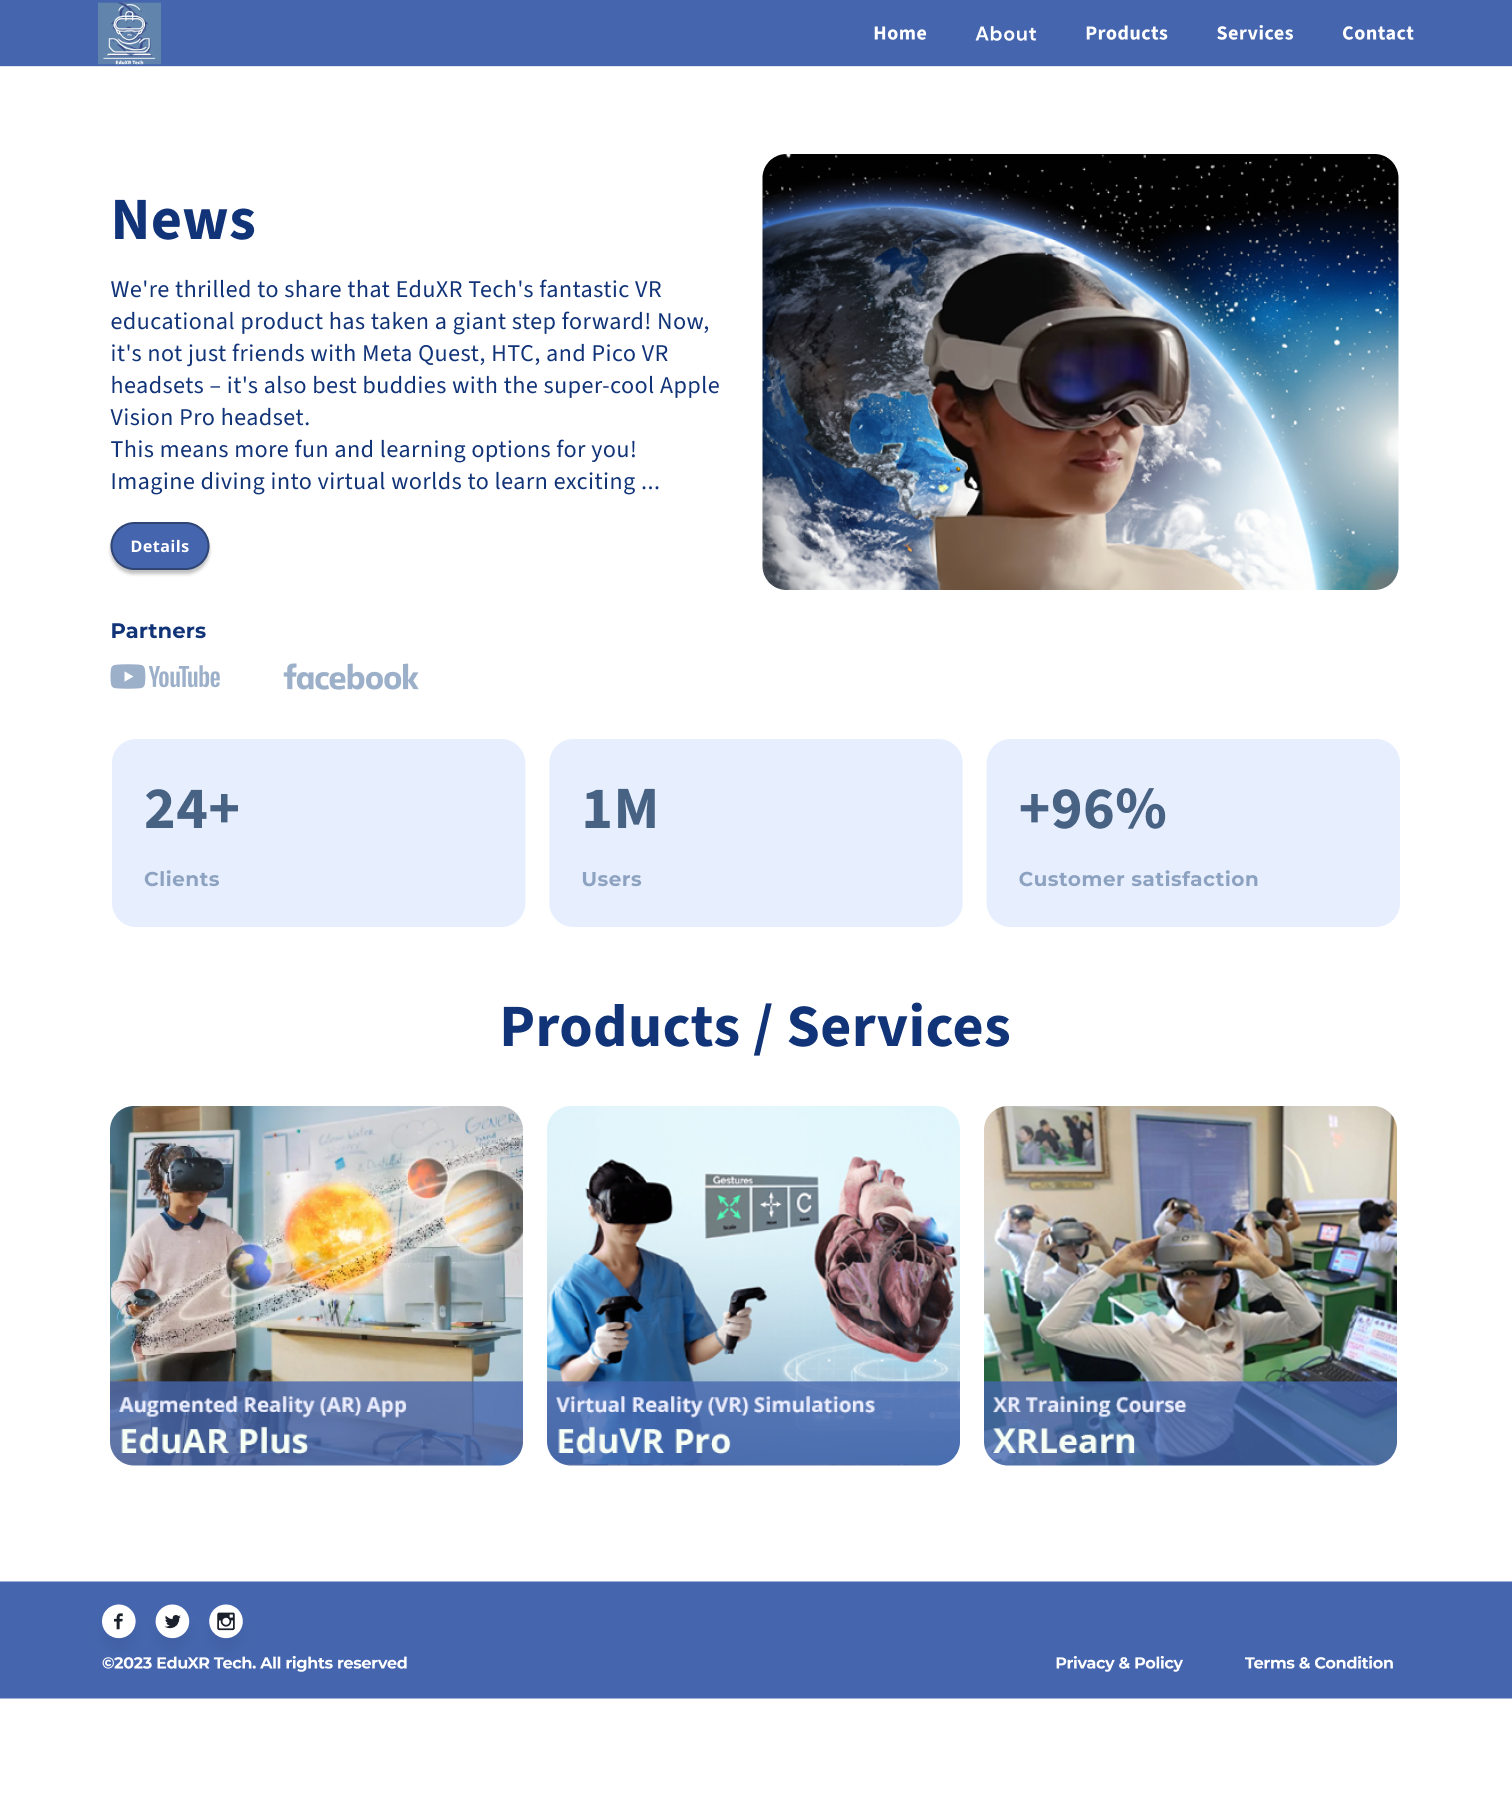 EduXR Tech
Home About Products Services Contact
News
We're thrilled to share that EduXR Tech's fantastic VR
educational product has taken a giant step forward! Now,
it's not just friends with Meta Quest, HTC, and Pico VR
headsets – it's also best buddies with the super-cool Apple
Vision Pro headset.
This means more fun and learning options for you!
Imagine diving into virtual worlds to learn exciting ...
Details
Partners
YouTube facebook
24+
Clients
1M
Users
+96%
Customer satisfaction
Products / Services
Augmented Reality (AR) App
EduAR Plus
Gestures
Virtual Reality (VR) Simulations
EduVR Pro
XR Training Course
XRLearn
©2023 EduXR Tech. All rights reserved
Privacy & Policy Terms & Condition